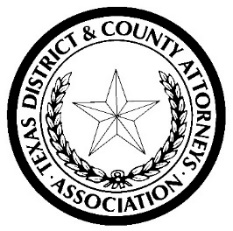 TEXAS DISTRICT & COUNTY ATTORNEYS
ASSOCIATION